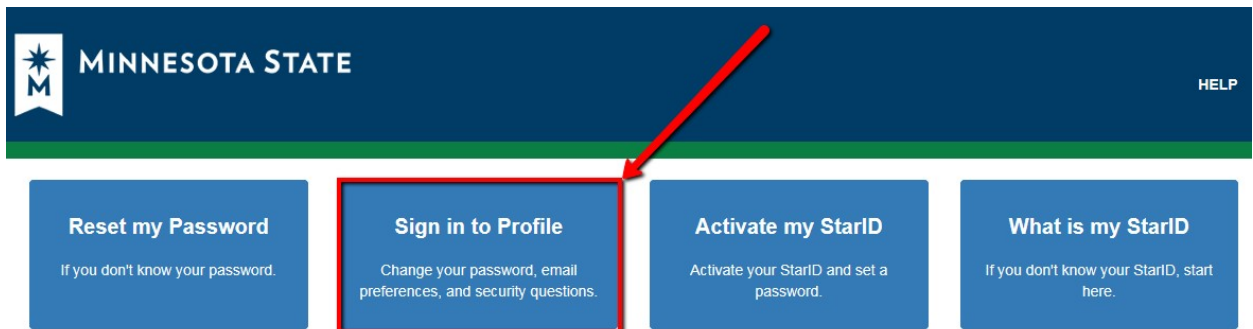 M
MINNESOTA STATE
HELP
Reset my Password
If you don't know your password.
Sign in to Profile
Change your password, email
preferences, and security questions.
Activate my StarID
Activate your StarID and set a
password.
What is my StarID
If you don't know your StarID, start
here.